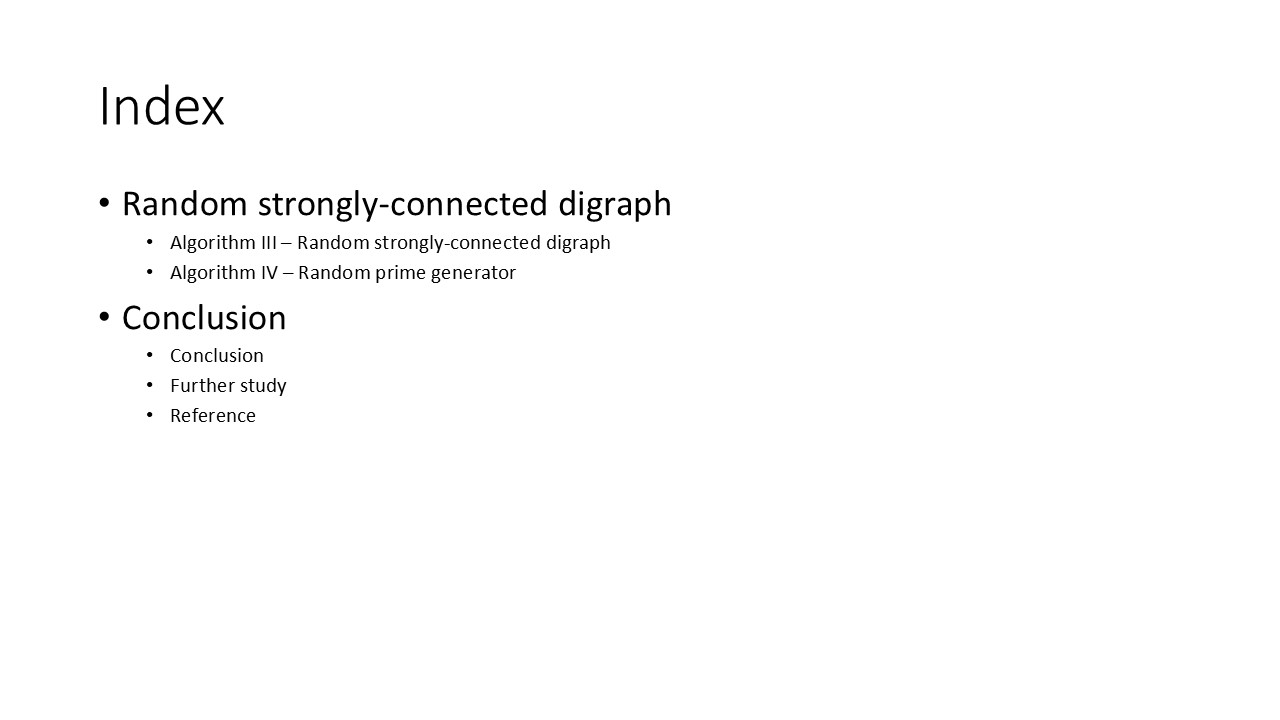 Index
• Random strongly-connected digraph
• Algorithm III – Random strongly-connected digraph
• Algorithm IV – Random prime generator
• Conclusion
• Conclusion
• Further study
• Reference